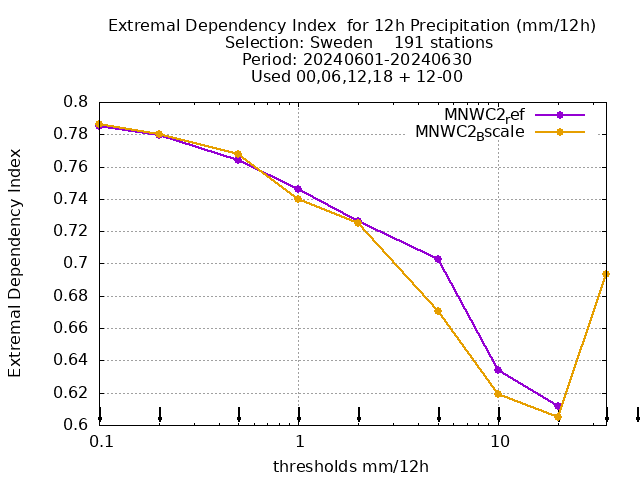 Extremal Dependency Index  for 12h Precipitation (mm/12h)
Selection: Sweden    191 stations
Period: 20240601-20240630
Used 00,06,12,18 + 12-00
MNWC2ref
MNWC2Bscale
Extremal Dependency Index
0.8
0.78
0.76
0.74
0.72
0.7
0.68
0.66
0.64
0.62
0.6
0.1 1 10
thresholds mm/12h